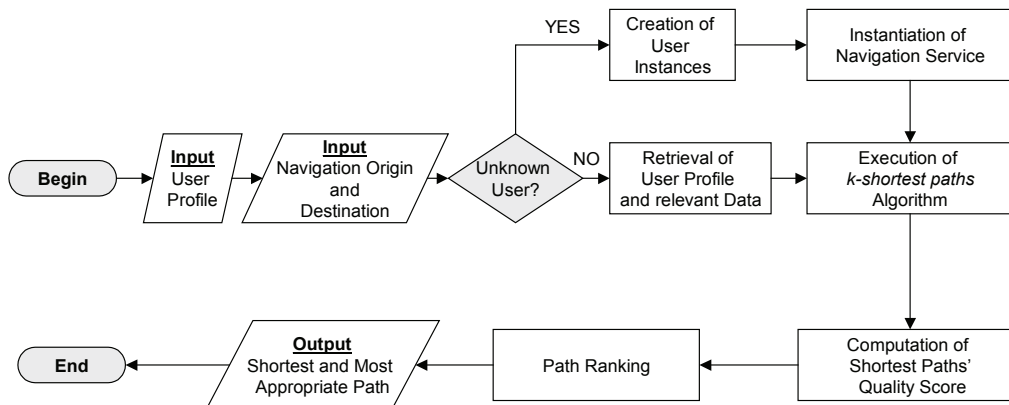 YES
Creation of
User
Instances
Instantiation of
Navigation Service
Begin
Input
User
Profile
Input
Navigation Origin
and
Destination
Unknown
User?
NO
Retrieval of
User Profile
and relevant Data
Execution of
k-shortest paths
Algorithm
End
Output
Shortest and Most
Appropriate Path
Path Ranking
Computation of
Shortest Paths'
Quality Score